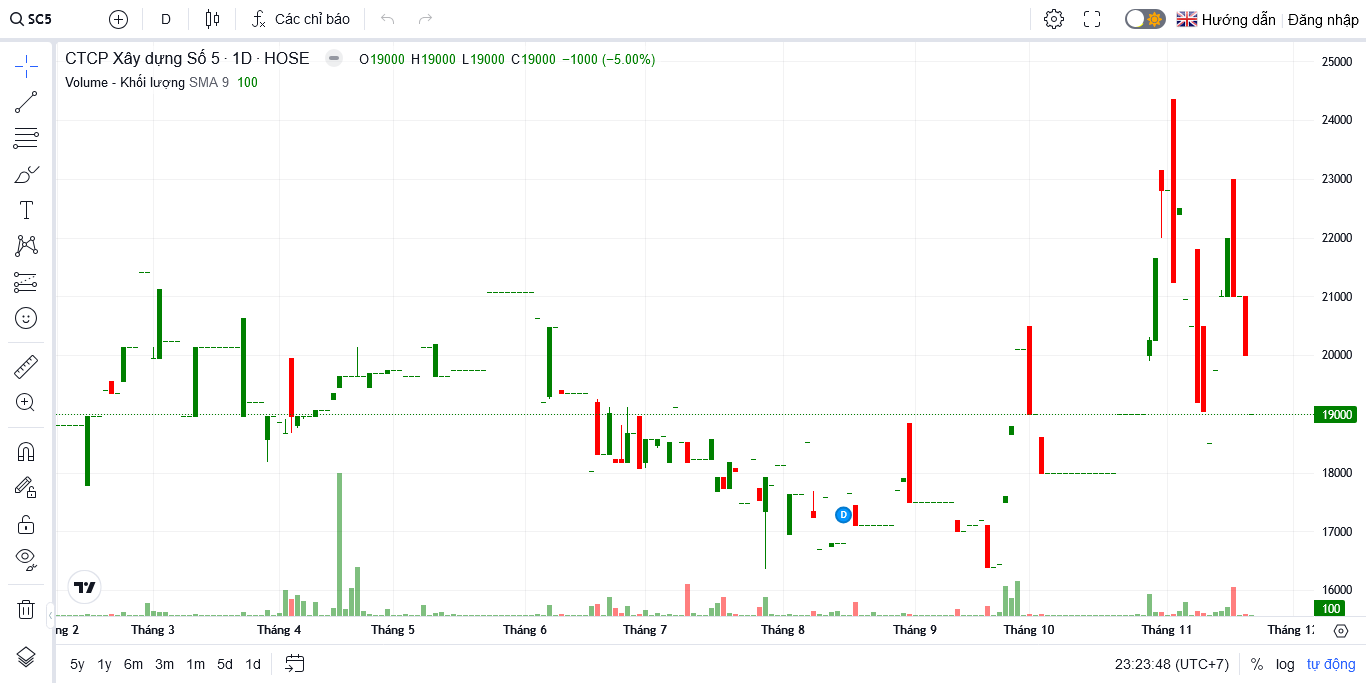 SC5 D Các chỉ báo Hướng dẫn Đăng nhập
CTCP Xây dựng Số 5 · 1D · HOSE O19000 H19000 L19000 C19000 −1000 (−5.00%)
Volume - Khối lượng SMA 9 100
25000
24000
23000
22000
21000
20000
19000
18000
17000
16000
100
D
ng 2 Tháng 3 Tháng 4 Tháng 5 Tháng 6 Tháng 7 Tháng 8 Tháng 9 Tháng 10 Tháng 11 Tháng 1
5y 1y 6m 3m 1m 5d 1d 23:23:48 (UTC+7) % log tự động